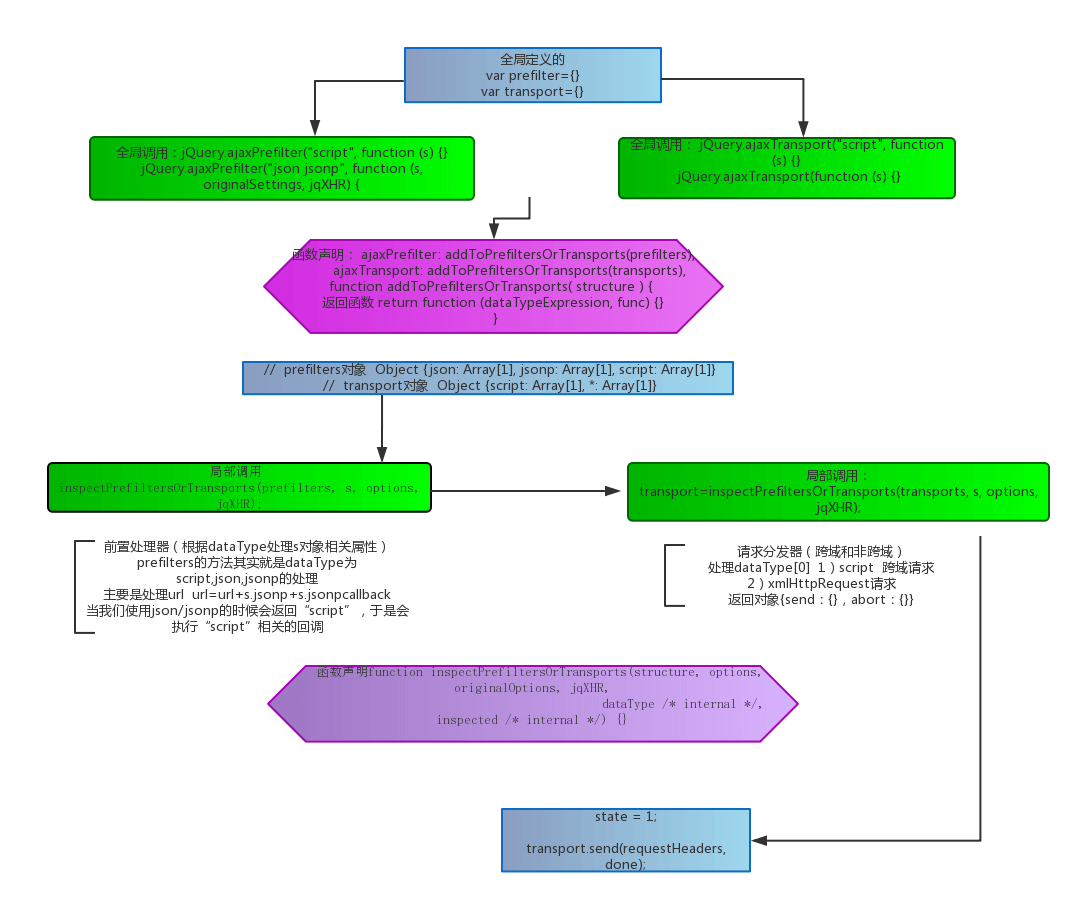 全局定义的
var prefilter={}
var transport={}
全局调用：jQuery.ajaxPrefilter("script", function (s) {}
jQuery.ajaxPrefilter("json jsonp", function (s,
originalSettings, jqXHR) {
全局调用： jQuery.ajaxTransport("script", function
(s) {}
jQuery.ajaxTransport(function (s) {}
函数声明： ajaxPrefilter: addToPrefiltersOrTransports(prefilters),
ajaxTransport: addToPrefiltersOrTransports(transports),
function addToPrefiltersOrTransports( structure ) {
返回函数 return function (dataTypeExpression, func) {}
}
// prefilters对象 Object {json: Array[1], jsonp: Array[1], script: Array[1]}
// transport对象 Object {script: Array[1], *: Array[1]}
局部调用
inspectPrefiltersOrTransports(prefilters, s, options,
jqXHR);
局部调用：
transport=inspectPrefiltersOrTransports(transports, s, options,
jqXHR);
前置处理器（根据dataType处理s对象相关属性）
prefilters的方法其实就是dataType为
script,json,jsonp的处理
主要是处理url url=url+s.jsonp+s.jsonpcallback
当我们使用json/jsonp的时候会返回“script”，于是会
执行“script”相关的回调
请求分发器（跨域和非跨域）
处理dataType[0] 1）script 跨域请求
2）xmlHttpRequest请求
返回对象{send：{}，abort：{}}
函数声明function inspectPrefiltersOrTransports(structure, options,
originalOptions, jqXHR,
dataType /* internal */,
inspected /* internal */) {}
state = 1;
transport.send(requestHeaders,
done);